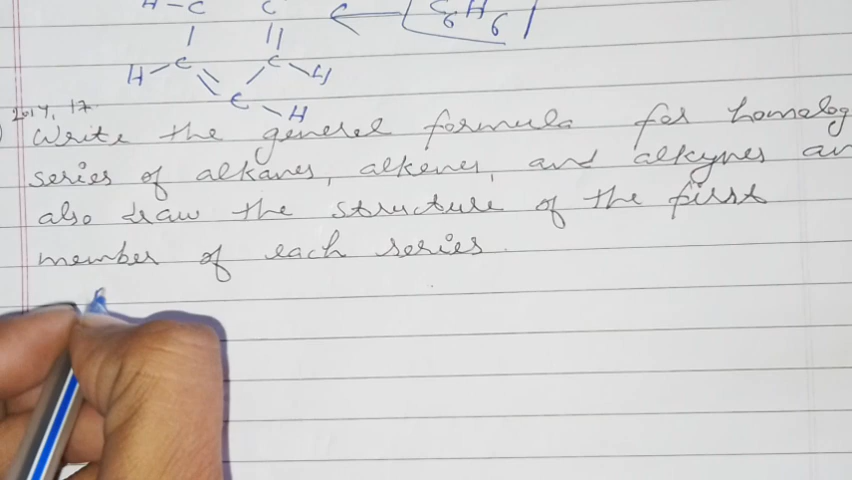 H-C C C6H6
H C C H
C H
2014, 17
Write the general formula for homolog
series of alkanes, alkenes, and alkynes an
also draw the structure of the first
member of each series.